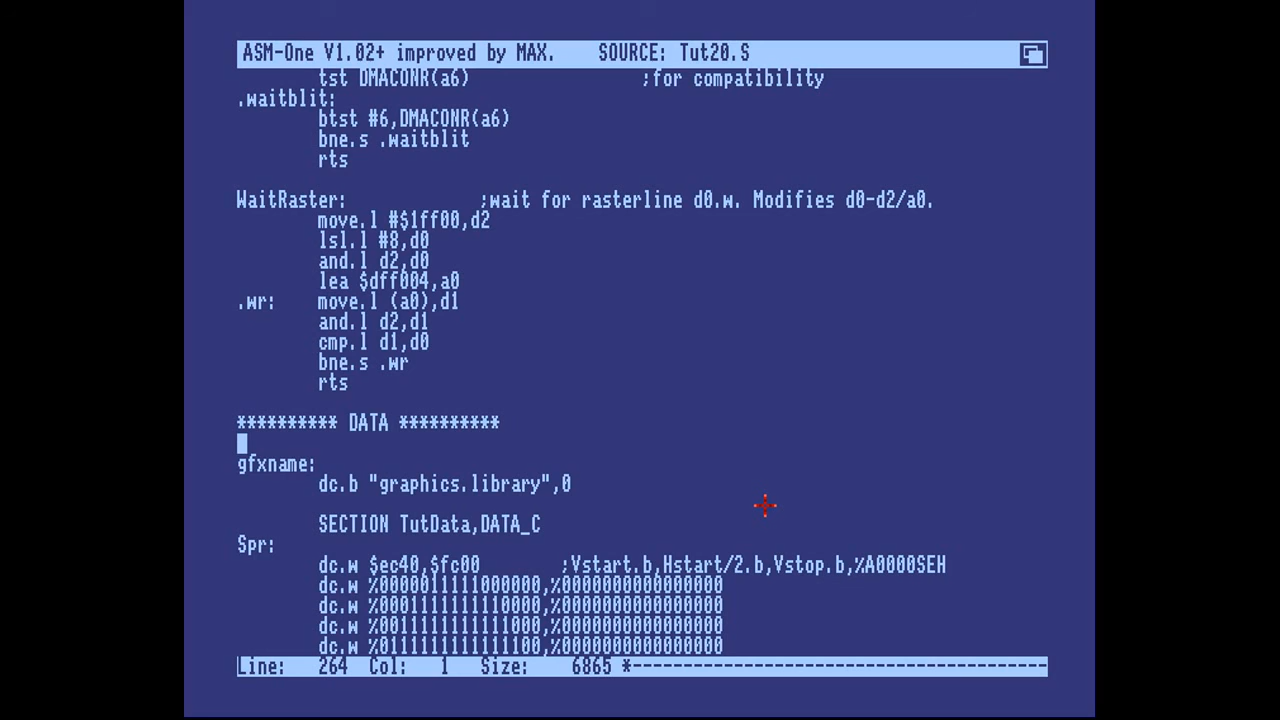 ASM-One V1.02+ improved by MAX. SOURCE: Tut20.S
tst DMACONR(a6) ;for compatibility
.waitblit:
btst #6,DMACONR(a6)
bne.s .waitblit
rts
WaitRaster: ;wait for rasterline d0.w. Modifies d0-d2/a0.
move.l #$1ff00,d2
lsl.l #8,d0
and.l d2,d0
lea $dff004,a0
.wr: move.l (a0),d1
and.l d2,d1
cmp.l d1,d0
bne.s .wr
rts
********** DATA **********
gfxname:
dc.b "graphics.library",0
SECTION TutData,DATA_C
Spr:
dc.w $ec40,$fc00 ;Vstart.b,Hstart/2.b,Vstop.b,%A0000SEH
dc.w %0000011111000000,%0000000000000000
dc.w %0001111111110000,%0000000000000000
dc.w %0011111111111000,%0000000000000000
dc.w %0111111111111100,%0000000000000000
Line: 264 Col: 1 Size: 6865 *-----------------------------------------